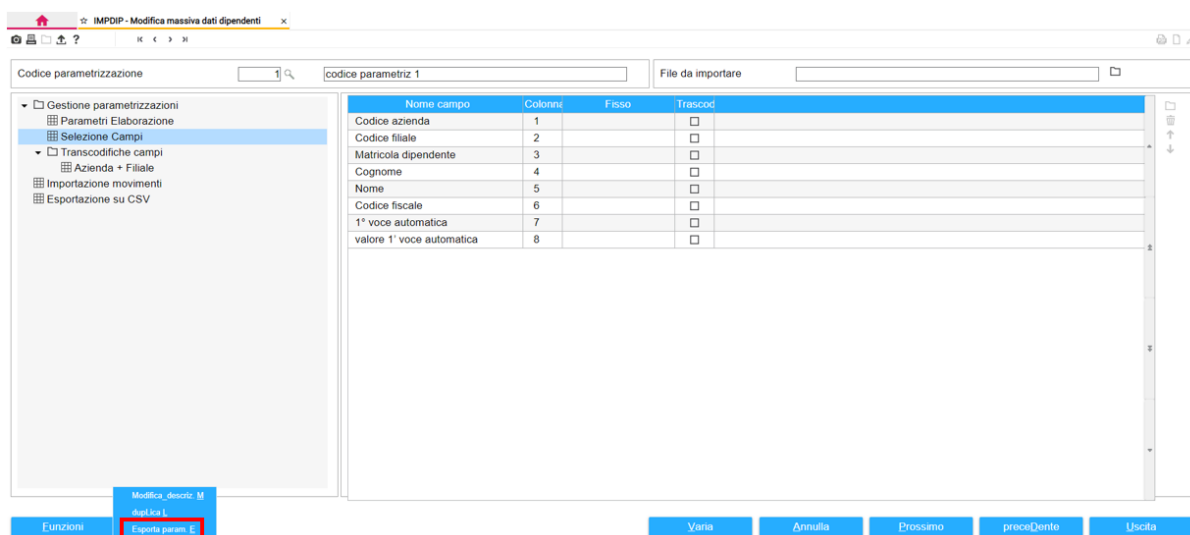 IMPDIP - Modifica massiva dati dipendenti
Codice parametrizzazione 1 codice parametriz 1 File da importare
Gestione parametrizzazioni
Parametri Elaborazione
Selezione Campi
Transcodifiche campi
Azienda + Filiale
Importazione movimenti
Esportazione su CSV
Nome campo Colonna Fisso Trascod
Codice azienda 1
Codice filiale 2
Matricola dipendente 3
Cognome 4
Nome 5
Codice fiscale 6
1° voce automatica 7
valore 1' voce automatica 8
Modifica_descriz. M
dupLica L
Esporta param. E
Funzioni Varia Annulla Prossimo preceDente Uscita